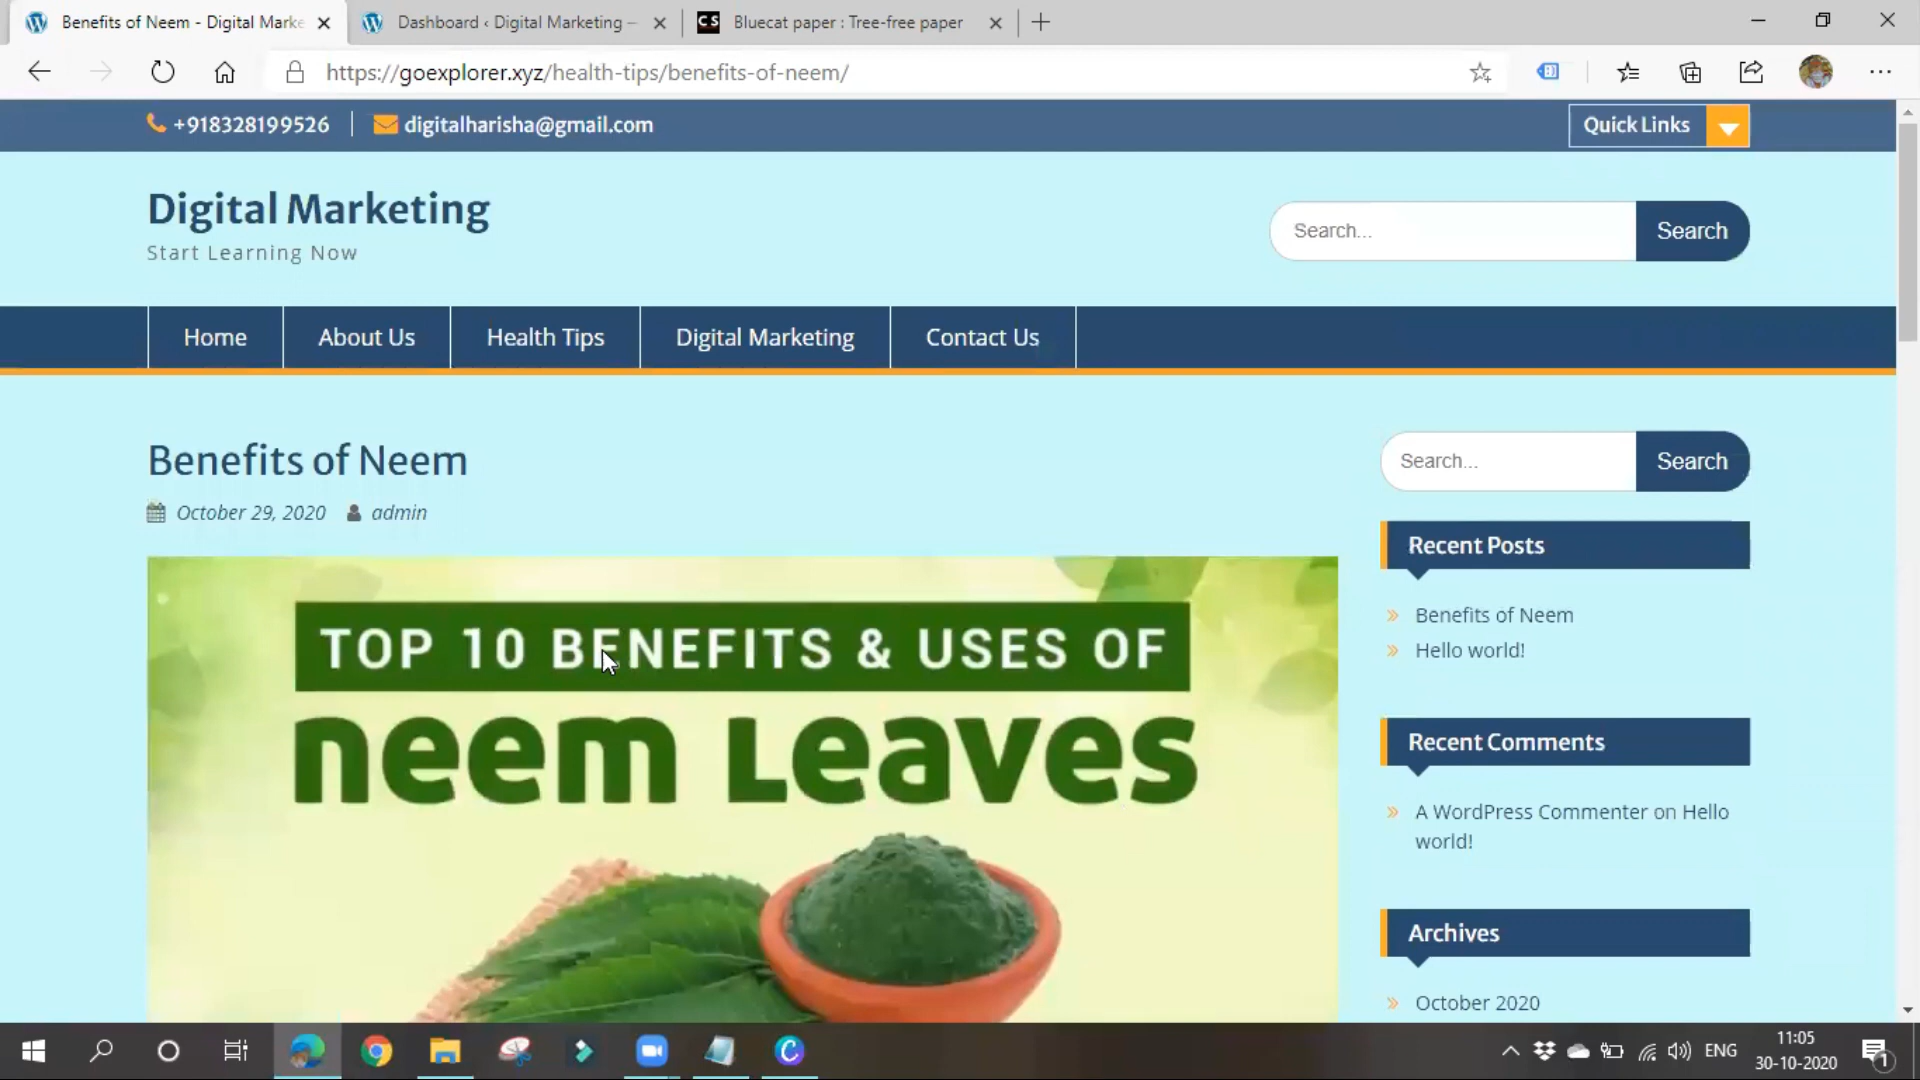 Benefits of Neem - Digital Marke
Dashboard ‹ Digital Marketing —
CS
Bluecat paper : Tree-free paper
https://goexplorer.xyz/health-tips/benefits-of-neem/
+918328199526
digitalharisha@gmail.com
Quick Links
Digital Marketing
Start Learning Now
Search...
Search
Home
About Us
Health Tips
Digital Marketing
Contact Us
Benefits of Neem
October 29, 2020
admin
Search...
Search
TOP 10 BENEFITS & USES OF
neem Leaves
Recent Posts
Benefits of Neem
Hello world!
Recent Comments
A WordPress Commenter on Hello
world!
Archives
October 2020
ENG
11:05
30-10-2020
1